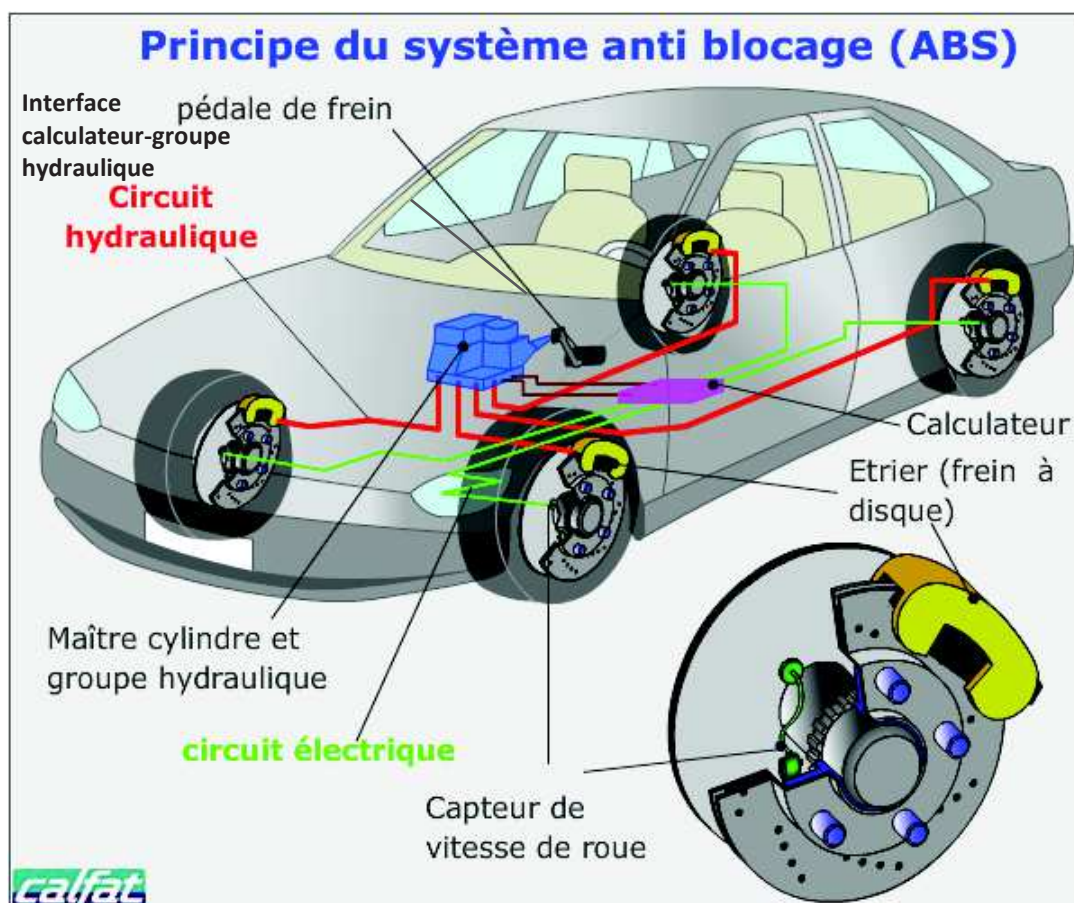 Principe du système anti blocage (ABS)
Interface
calculateur-groupe
hydraulique
pédale de frein
Circuit
hydraulique
Calculateur
Etrier (frein à
disque)
Maître cylindre et
groupe hydraulique
circuit électrique
Capteur de
vitesse de roue
calfat